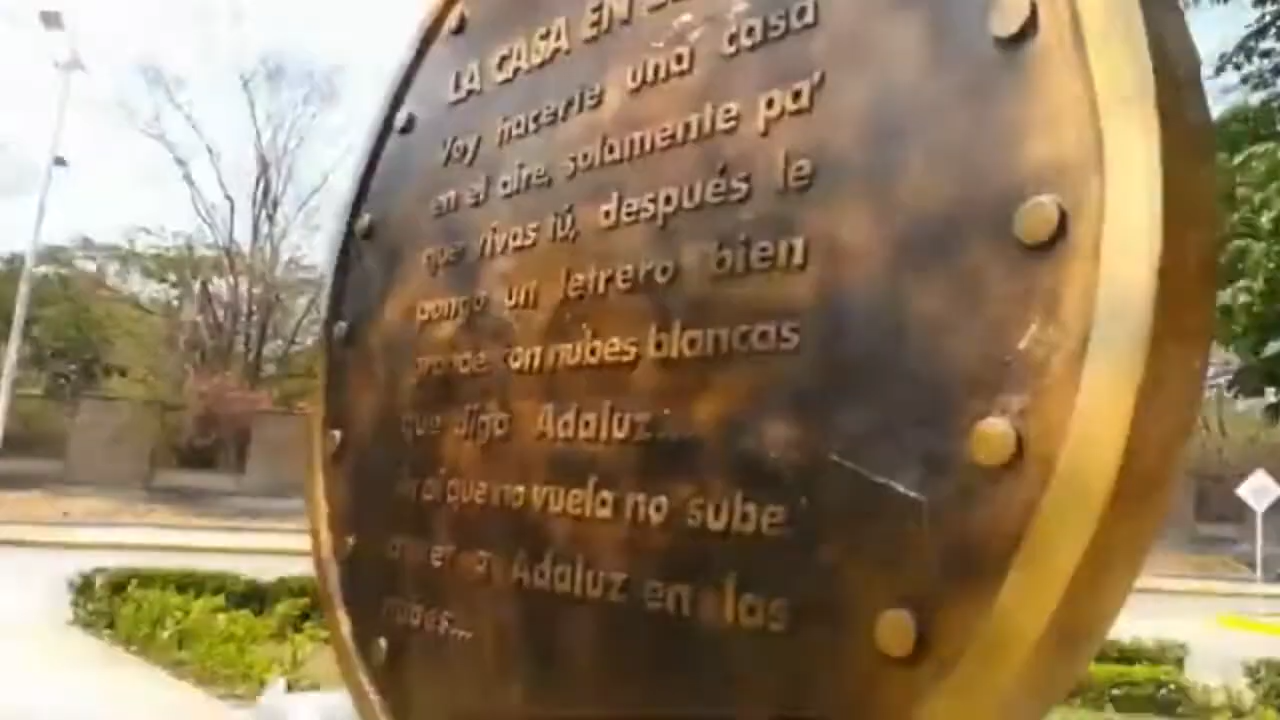 LA CASA EN
Voy hacerte una casa
en el aire, solamente pa'
que vivas tú, después le
pongo un letrero bien
grande con nubes blancas
que diga Adaluz...
el que no vuela no sube
a ver a Adaluz en las
nubes...